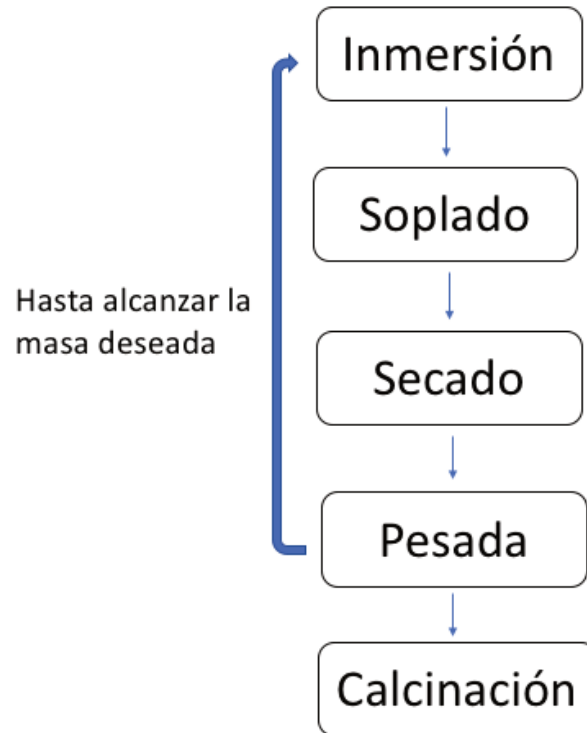 Inmersión
Soplado
Hasta alcanzar la
masa deseada
Secado
Pesada
Calcinación